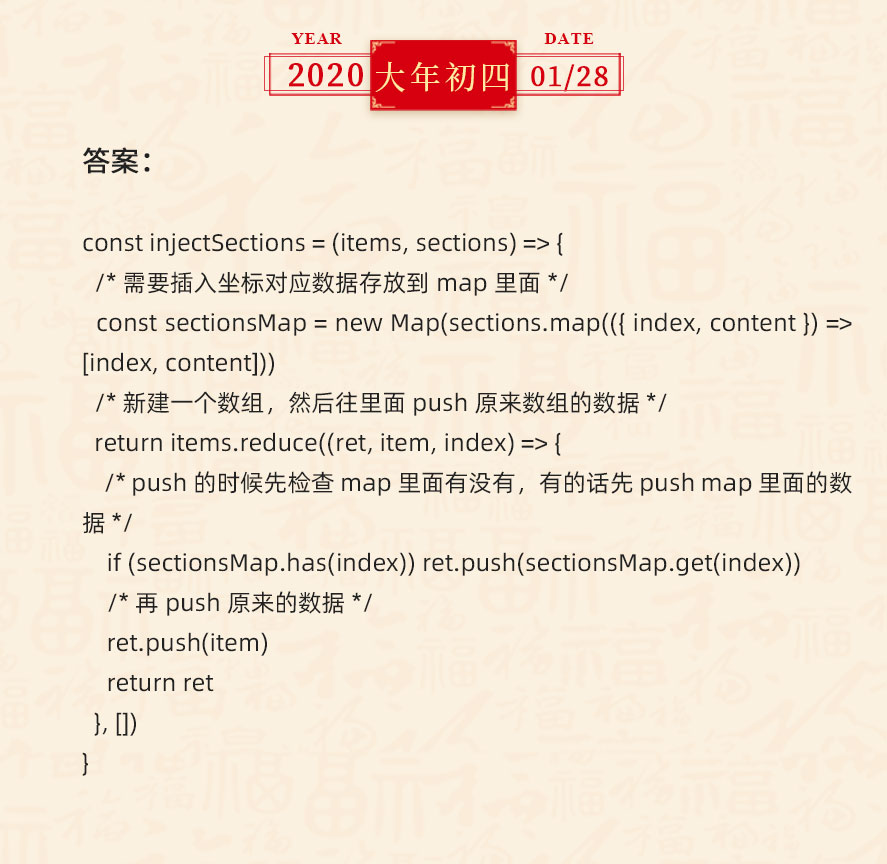 YEAR
DATE
2020 大年初四 01/28
答案：
const injectSections = (items, sections) => {
/* 需要插入坐标对应数据存放到 map 里面 */
const sectionsMap = new Map(sections.map(({ index, content }) =>
[index, content]))
/* 新建一个数组，然后往里面 push 原来数组的数据 */
return items.reduce((ret, item, index) => {
/* push 的时候先检查 map 里面有没有，有的话先 push map 里面的数
据 */
if (sectionsMap.has(index)) ret.push(sectionsMap.get(index))
/* 再 push 原来的数据 */
ret.push(item)
return ret
}, [])
}